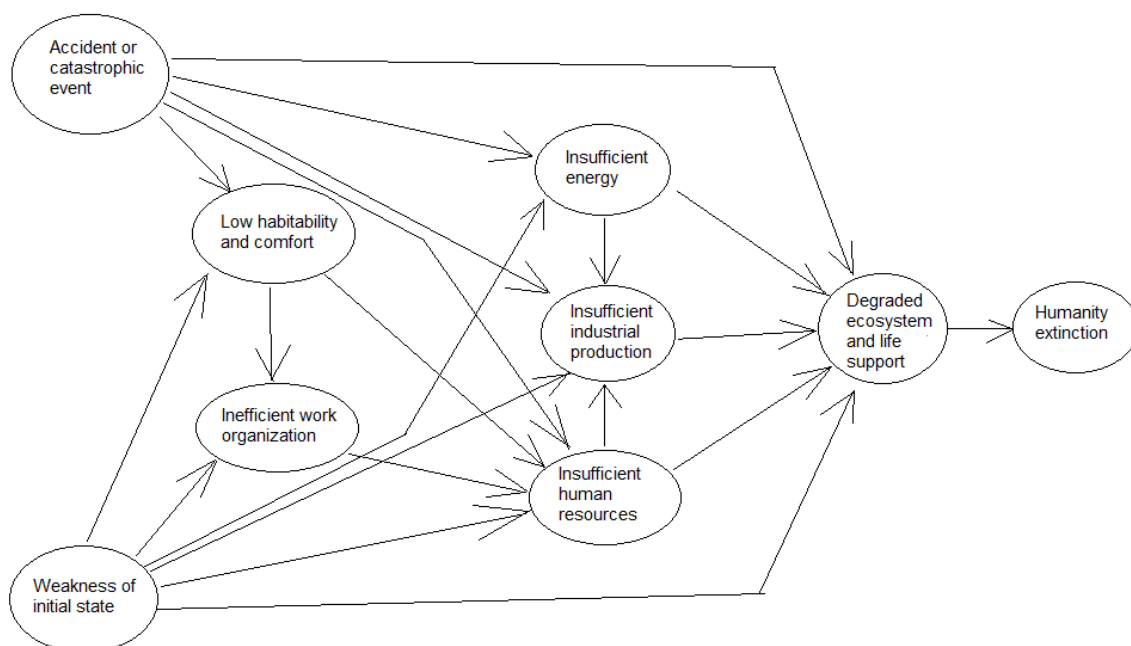 Accident or
catastrophic
event
Insufficient
energy
Low habitability
and comfort
Insufficient
industrial
production
Degraded
ecosystem
and life
support
Humanity
extinction
Inefficient work
organization
Insufficient
human
resources
Weakness of
initial state